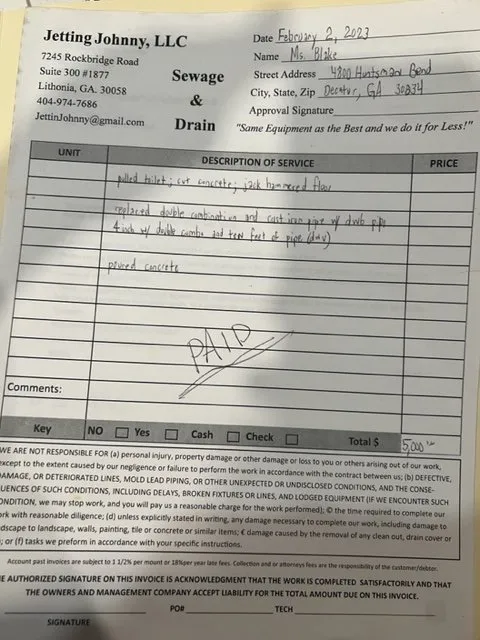 Jetting Johnny, LLC
7245 Rockbridge Road
Suite 300 #1877
Lithonia, GA. 30058
404-974-7686
JettinJohnny@gmail.com
Sewage
&
Drain
Date February 2, 2023
Name Ms. Blake
Street Address 4800 Huntsman Bend
City, State, Zip Decatur, GA 30034
Approval Signature
"Same Equipment as the Best and we do it for Less!"
UNIT DESCRIPTION OF SERVICE PRICE
pulled toilet; cut concrete; jack hammered floor
replaced double combination and cast iron pipe w/ dwv pipe
4 inch w/ double combo and ten feet of pipe (dwv)
poured concrete
PAID
Comments:
Key NO Yes Cash Check Total $ 5,000
WE ARE NOT RESPONSIBLE FOR (a) personal injury, property damage or other damage or loss to you or others arising out of our work,
except to the extent caused by our negligence or failure to perform the work in accordance with the contract between us; (b) DEFECTIVE,
DAMAGE, OR DETERIORATED LINES, MOLD LEAD PIPING, OR OTHER UNEXPECTED OR UNDISCLOSED CONDITIONS, AND THE CONSE-
QUENCES OF SUCH CONDITIONS, INCLUDING DELAYS, BROKEN FIXTURES OR LINES, AND LODGED EQUIPMENT (IF WE ENCOUNTER SUCH
CONDITION, we may stop work, and you will pay us a reasonable charge for the work performed); © the time required to complete our
work with reasonable diligence; (d) unless explicitly stated in writing, any damage necessary to complete our work, including damage to
landscape to landscape, walls, painting, tile or concrete or similar items; € damage caused by the removal of any clean out, drain cover or
; or (f) tasks we preform in accordance with your specific instructions.
Account past invoices are subject to 1 1/2% per mount or 18%per year late fees. Collection and or attorneys fees are the responsibility of the customer/debtor.
THE AUTHORIZED SIGNATURE ON THIS INVOICE IS ACKNOWLEDGMENT THAT THE WORK IS COMPLETED SATISFACTORILY AND THAT
THE OWNERS AND MANAGEMENT COMPANY ACCEPT LIABILITY FOR THE TOTAL AMOUNT DUE ON THIS INVOICE.
PO# TECH
SIGNATURE